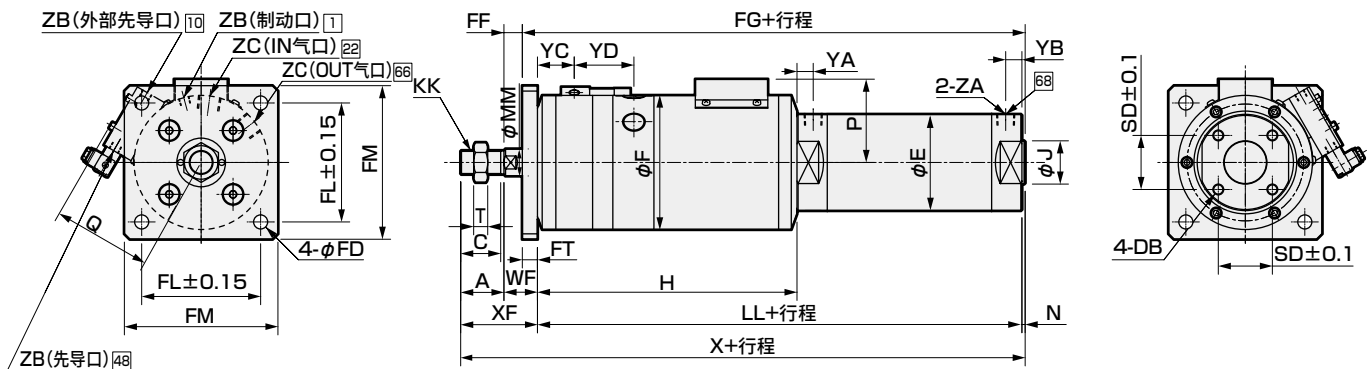 ZB(外部先导口) 10
ZB(制动口) 1
ZC(IN气口) 22
ZC(OUT气口) 66
FL±0.15
FM
Q
4-φFD
FL±0.15
FM
ZB(先导口) 48
FF
FG+行程
YC
YD
YA
YB
KK
φMM
2-ZA
68
P
φF
φE
φJ
T
C
FT
A
WF
H
XF
LL+行程
N
X+行程
SD±0.1
4-DB
SD±0.1